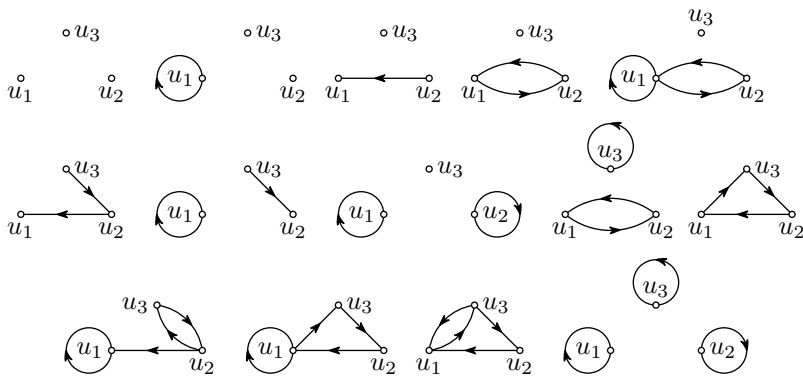 u₃ u₃ u₃ u₃ u₃
u₁ u₂ u₁ u₂ u₁ u₂ u₁ u₂ u₁ u₂
u₃ u₃ u₃ u₃ u₃
u₁ u₂ u₁ u₂ u₁ u₂ u₁ u₂ u₁ u₂
u₃ u₃ u₃ u₃
u₁ u₂ u₁ u₂ u₁ u₂ u₁ u₂